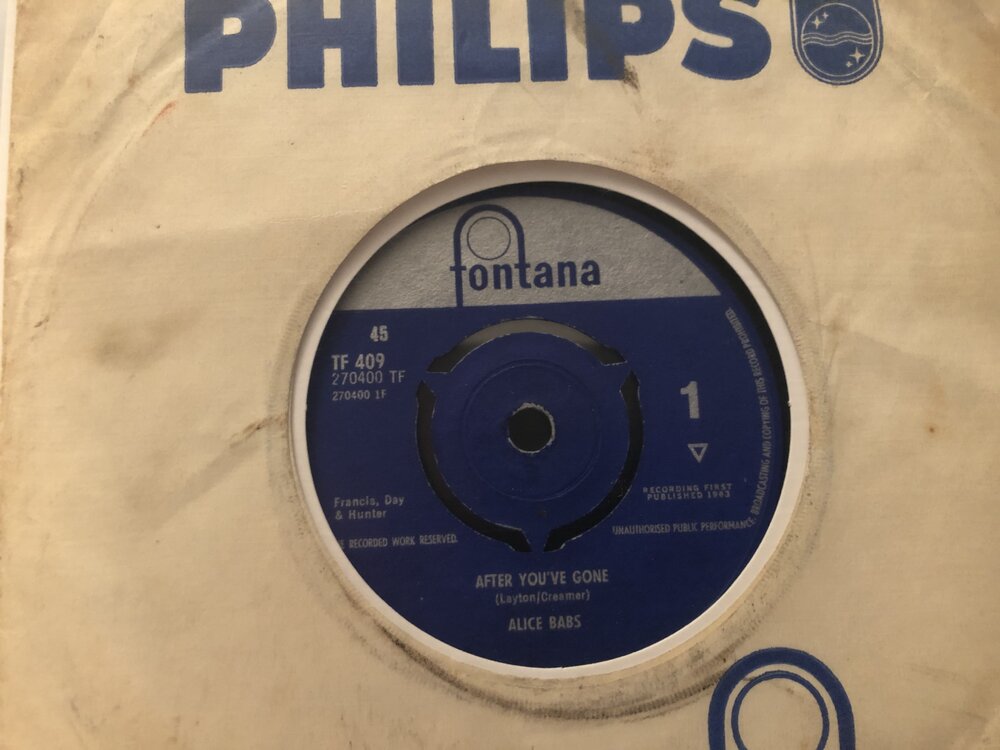 PHILIPS
fontana
45
TF 409
270400 TF
270400 1F
1
RECORDING FIRST
PUBLISHED 1963
Francis, Day
& Hunter
RECORDED WORK RESERVED.
UNAUTHORISED PUBLIC PERFORMANCE, BROADCASTING AND COPYING OF THIS RECORD PROHIBITED.
AFTER YOU'VE GONE
(Layton/Creamer)
ALICE BABS